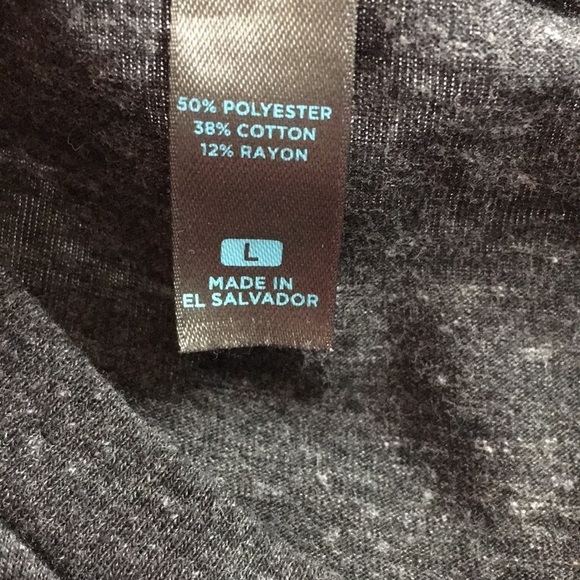 50% POLYESTER
38% COTTON
12% RAYON
L
MADE IN
EL SALVADOR